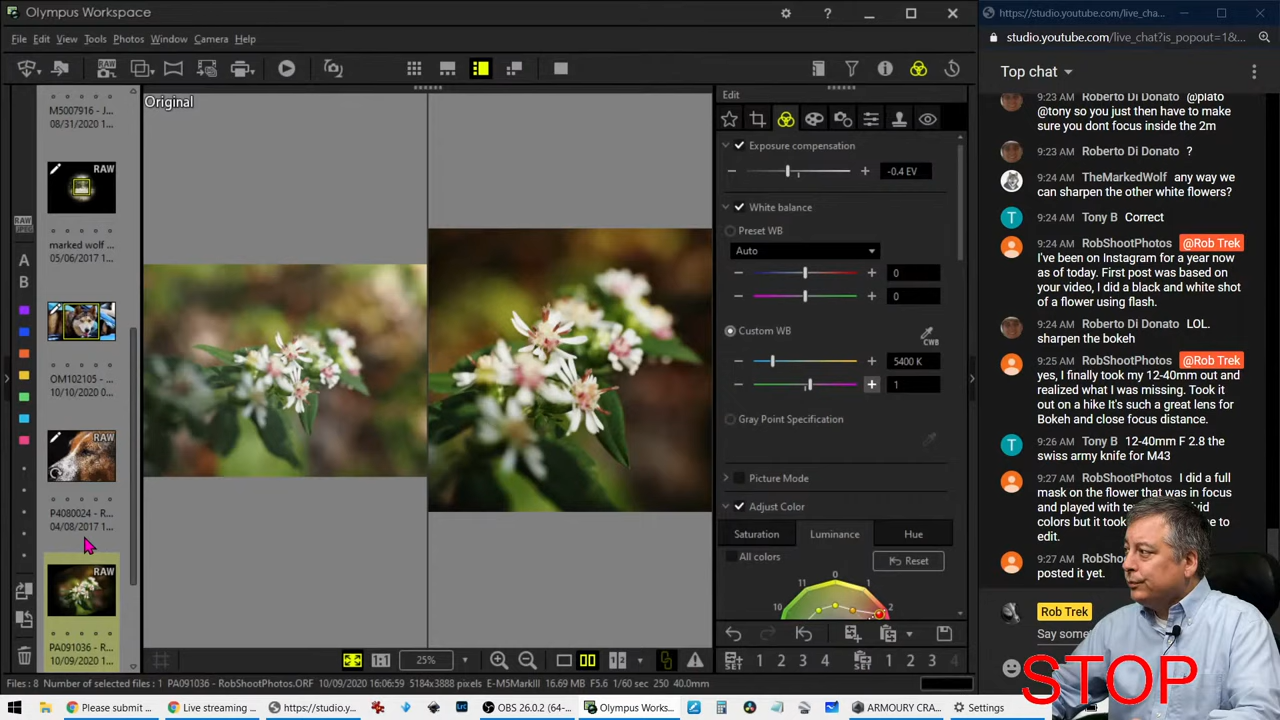 Olympus Workspace
File Edit View Tools Photos Window Camera Help
M5007916 - J...
08/31/2020 ...
RAW
marked wolf ...
05/06/2017 1...
OM102105 - ...
10/10/2020 0...
RAW
P4080024 - R...
04/08/2017 1...
PA091036 - R...
10/09/2020 1...
RAW
JPEG
A
B
Original
Edit
Exposure compensation
-0.4 EV
White balance
Preset WB
Auto
0
0
Custom WB
CWB
5400 K
1
Gray Point Specification
Picture Mode
Adjust Color
Saturation Luminance Hue
All colors
Reset
11 0 1
10 2
1:1 25%
1 2 3 4 1 2 3 4
Files: 8 Number of selected files: 1 PA091036 - RobShootPhotos.ORF 10/09/2020 16:06:59 5184x3888 pixels E-M5MarkIII 16.69 MB F5.6 1/60 sec 250 40.0mm
Please submit ...
Live streaming ...
https://studio.yo...
OBS 26.0.2 (64-...
Olympus Works...
ARMOURY CRA...
Settings
https://studio.youtube.com/live_cha...
studio.youtube.com/live_chat?is_popout=1&...
Top chat
9:23 AM Roberto Di Donato @plato
@tony so you just then have to make
sure you dont focus inside the 2m
9:23 AM Roberto Di Donato ?
9:24 AM TheMarkedWolf any way we
can sharpen the other white flowers?
9:24 AM Tony B Correct
9:24 AM RobShootPhotos @Rob Trek
I've been on Instagram for a year now
as of today. First post was based on
your video, I did a black and white shot
of a flower using flash.
9:24 AM Roberto Di Donato LOL.
sharpen the bokeh
9:25 AM RobShootPhotos @Rob Trek
yes, I finally took my 12-40mm out and
realized what I was missing. Took it
out on a hike It's such a great lens for
Bokeh and close focus distance.
9:26 AM Tony B 12-40mm F 2.8 the
swiss army knife for M43
9:27 AM RobShootPhotos I did a full
mask on the flower that was in focus
and played with
colors but it took
edit.
9:27 AM
posted it yet.
Rob Trek
STOP